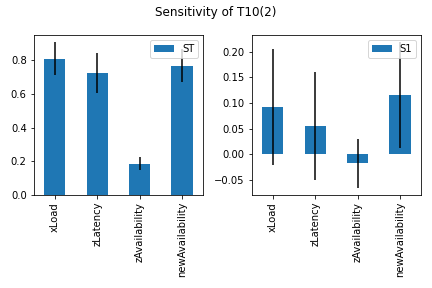 Sensitivity of T10(2)
ST
0.8
0.6
0.4
0.2
0.0
xLoad
zLatency
zAvailability
newAvailability
S1
0.20
0.15
0.10
0.05
0.00
−0.05
xLoad
zLatency
zAvailability
newAvailability